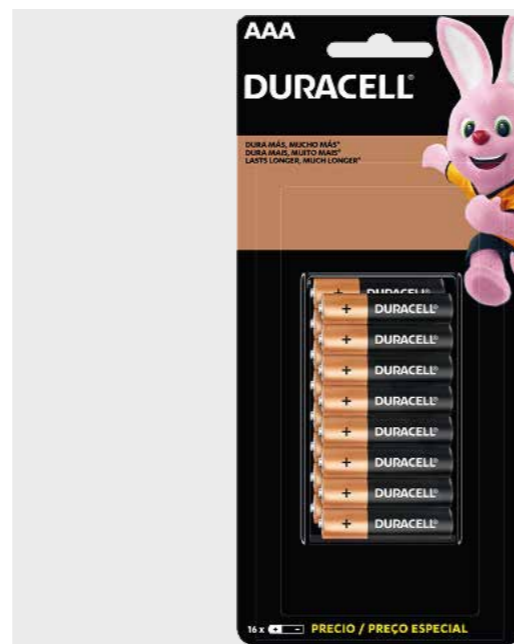 AAA
DURACELL®
DURA MÁS, MUCHO MÁS*
DURA MAIS, MUITO MAIS*
LASTS LONGER, MUCH LONGER*
DURACELL®
+ DURACELL®
+ DURACELL®
+ DURACELL®
+ DURACELL®
+ DURACELL®
+ DURACELL®
+ DURACELL®
+ DURACELL®
16 x + − PRECIO / PREÇO ESPECIAL